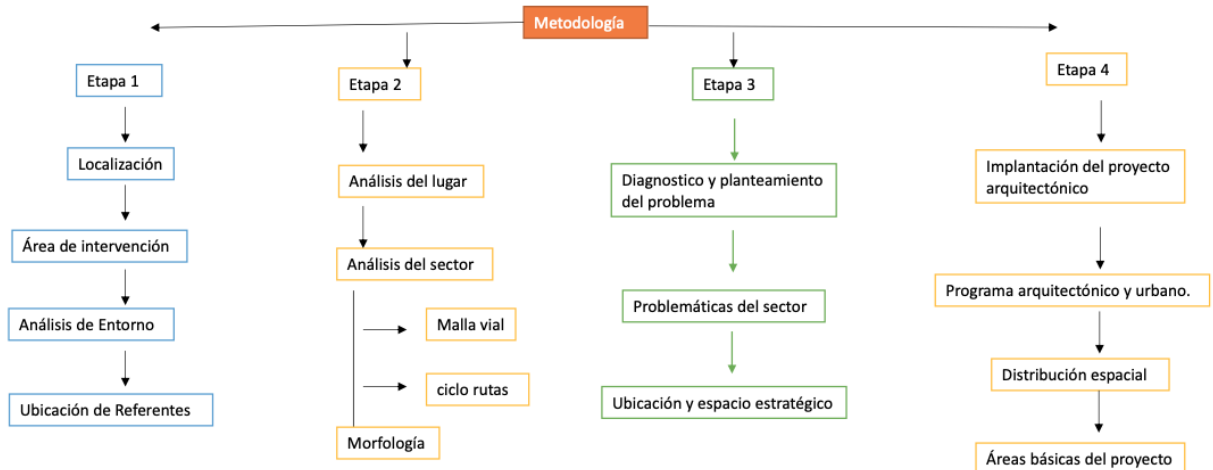 Metodología
Etapa 1
Localización
Área de intervención
Análisis de Entorno
Ubicación de Referentes
Etapa 2
Análisis del lugar
Análisis del sector
Malla vial
ciclo rutas
Morfología
Etapa 3
Diagnostico y planteamiento
del problema
Problemáticas del sector
Ubicación y espacio estratégico
Etapa 4
Implantación del proyecto
arquitectónico
Programa arquitectónico y urbano.
Distribución espacial
Áreas básicas del proyecto